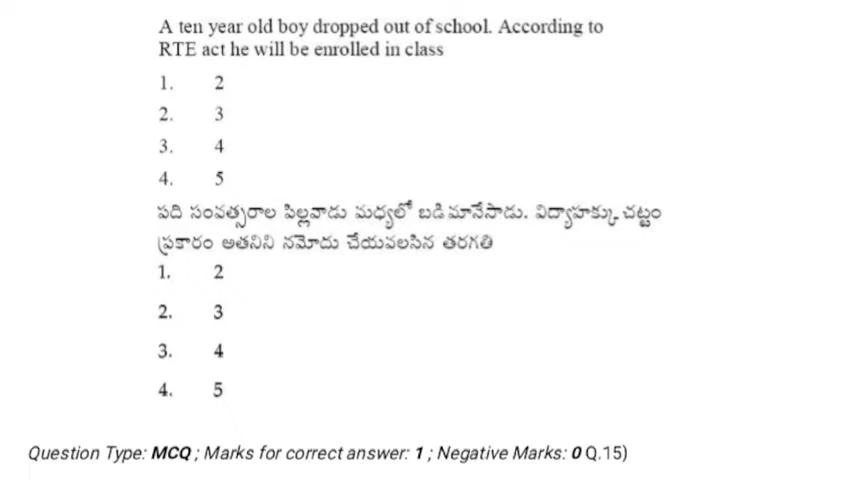 A ten year old boy dropped out of school. According to
RTE act he will be enrolled in class
1. 2
2. 3
3. 4
4. 5
పది సంవత్సరాల పిల్లవాడు మధ్యలో బడి మానేసాడు. విద్యాహక్కు చట్టం
ప్రకారం అతనిని నమోదు చేయవలసిన తరగతి
1. 2
2. 3
3. 4
4. 5
Question Type: MCQ ; Marks for correct answer: 1 ; Negative Marks: 0 Q.15)